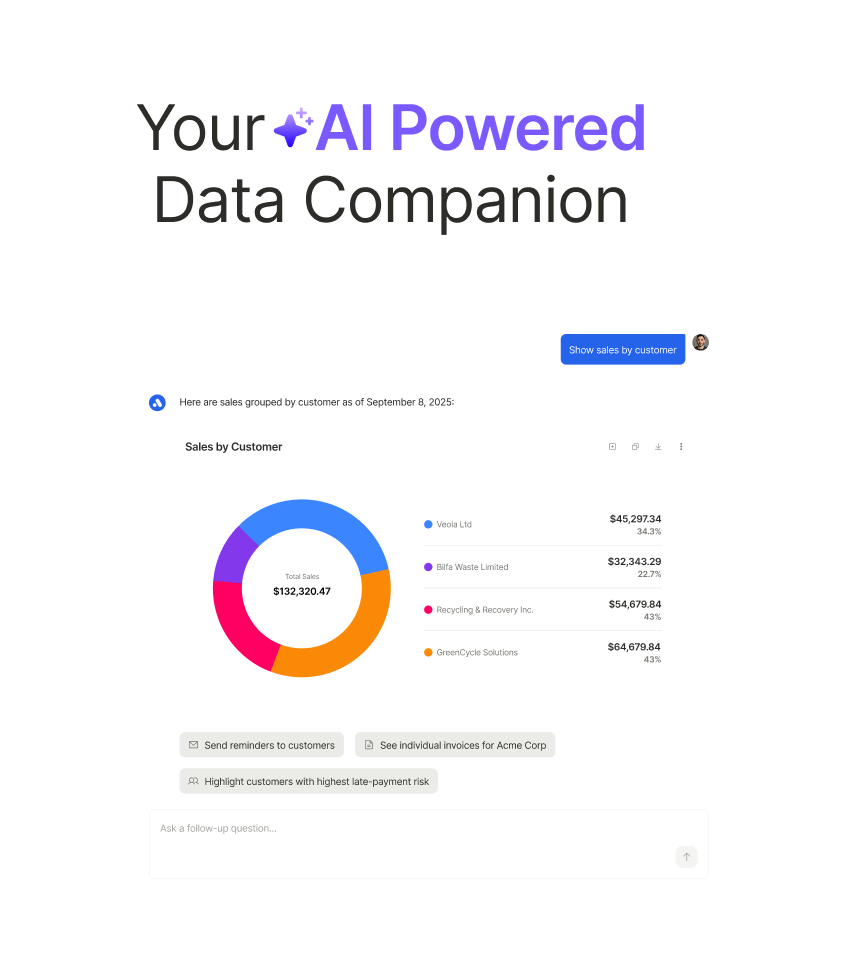 Your AI Powered
Data Companion
Show sales by customer
Here are sales grouped by customer as of September 8, 2025:
Sales by Customer
Total Sales
$132,320.47
Veola Ltd
$45,297.34
34.3%
Bilfa Waste Limited
$32,343.29
22.7%
Recycling & Recovery Inc.
$54,679.84
43%
GreenCycle Solutions
$64,679.84
43%
Send reminders to customers
See individual invoices for Acme Corp
Highlight customers with highest late-payment risk
Ask a follow-up question...